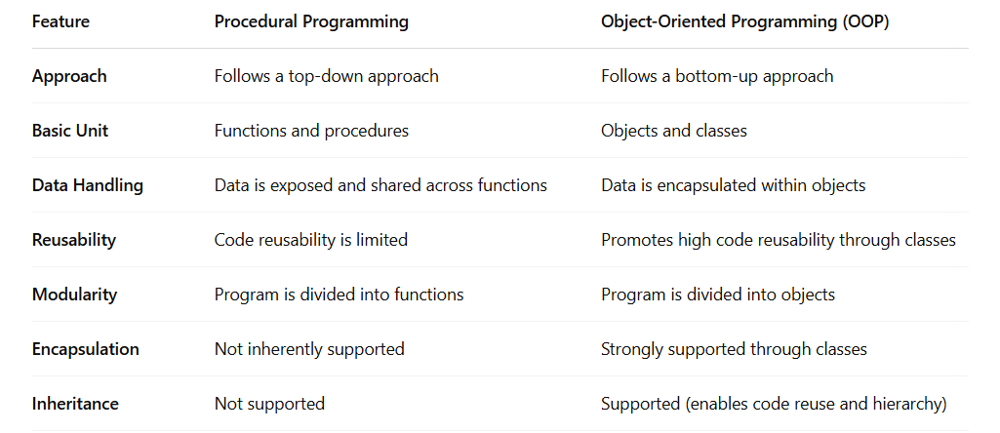 Feature Procedural Programming Object-Oriented Programming (OOP)
Approach Follows a top-down approach Follows a bottom-up approach
Basic Unit Functions and procedures Objects and classes
Data Handling Data is exposed and shared across functions Data is encapsulated within objects
Reusability Code reusability is limited Promotes high code reusability through classes
Modularity Program is divided into functions Program is divided into objects
Encapsulation Not inherently supported Strongly supported through classes
Inheritance Not supported Supported (enables code reuse and hierarchy)